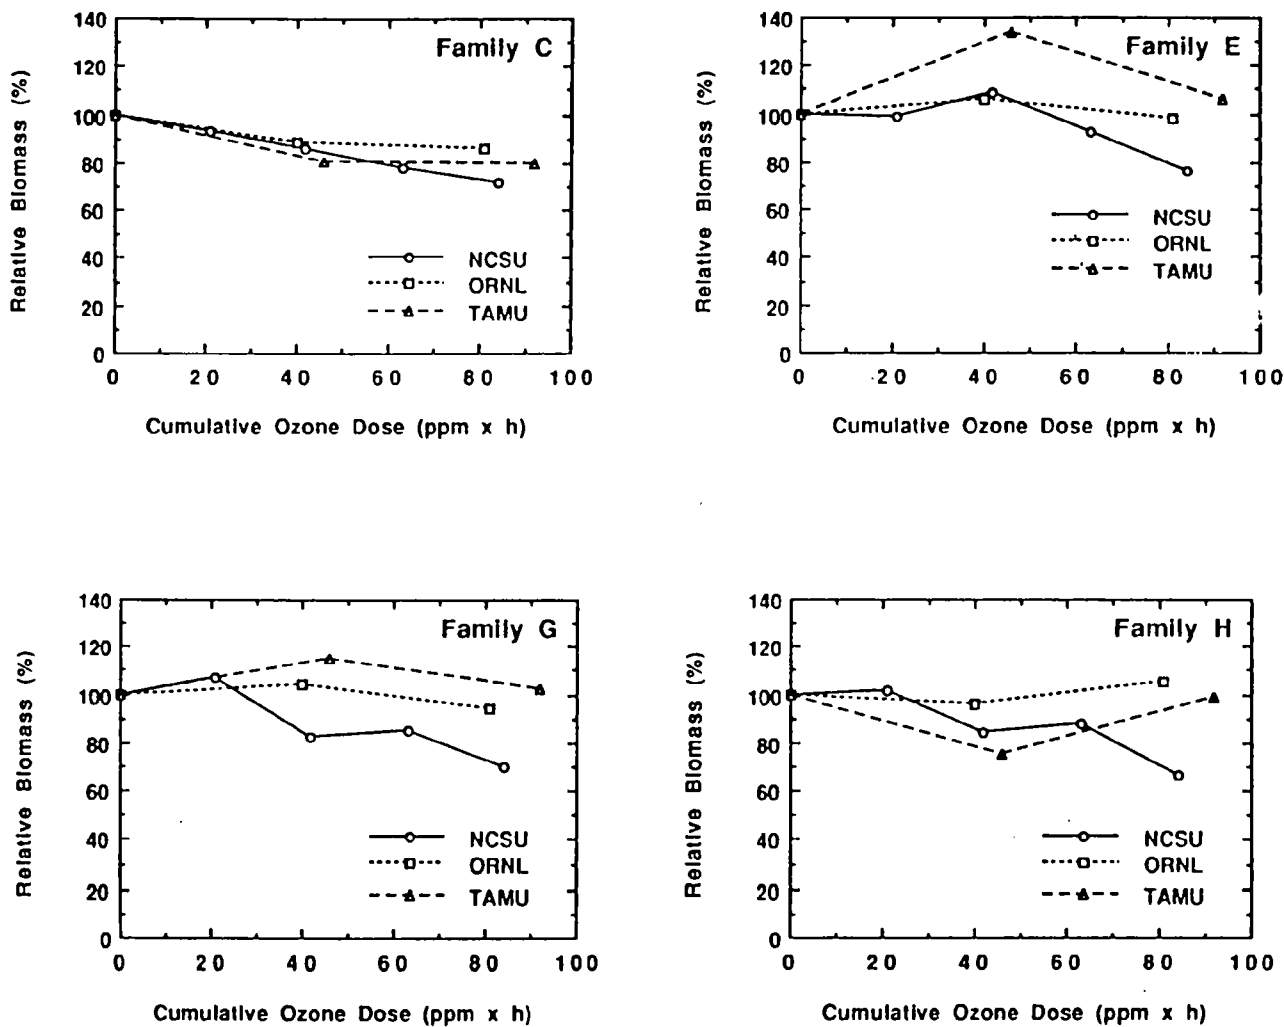 140
120
100
80
60
40
20
0
Relative Biomass (%)
Family C
NCSU
ORNL
TAMU
0 20 40 60 80 100
Cumulative Ozone Dose (ppm x h)
140
120
100
80
60
40
20
0
Relative Biomass (%)
Family E
NCSU
ORNL
TAMU
0 20 40 60 80 100
Cumulative Ozone Dose (ppm x h)
140
120
100
80
60
40
20
0
Relative Biomass (%)
Family G
NCSU
ORNL
TAMU
0 20 40 60 80 100
Cumulative Ozone Dose (ppm x h)
140
120
100
80
60
40
20
0
Relative Biomass (%)
Family H
NCSU
ORNL
TAMU
0 20 40 60 80 100
Cumulative Ozone Dose (ppm x h)